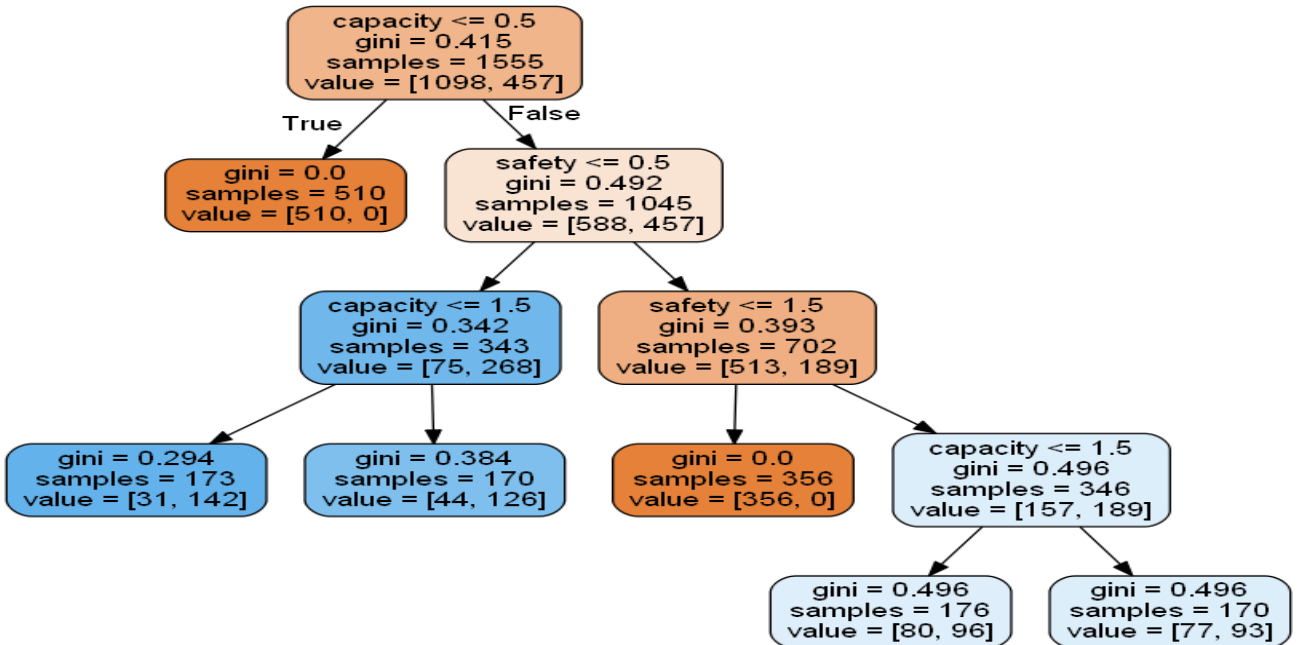 capacity <= 0.5
gini = 0.415
samples = 1555
value = [1098, 457]
True
False
gini = 0.0
samples = 510
value = [510, 0]
safety <= 0.5
gini = 0.492
samples = 1045
value = [588, 457]
capacity <= 1.5
gini = 0.342
samples = 343
value = [75, 268]
safety <= 1.5
gini = 0.393
samples = 702
value = [513, 189]
gini = 0.294
samples = 173
value = [31, 142]
gini = 0.384
samples = 170
value = [44, 126]
gini = 0.0
samples = 356
value = [356, 0]
capacity <= 1.5
gini = 0.496
samples = 346
value = [157, 189]
gini = 0.496
samples = 176
value = [80, 96]
gini = 0.496
samples = 170
value = [77, 93]